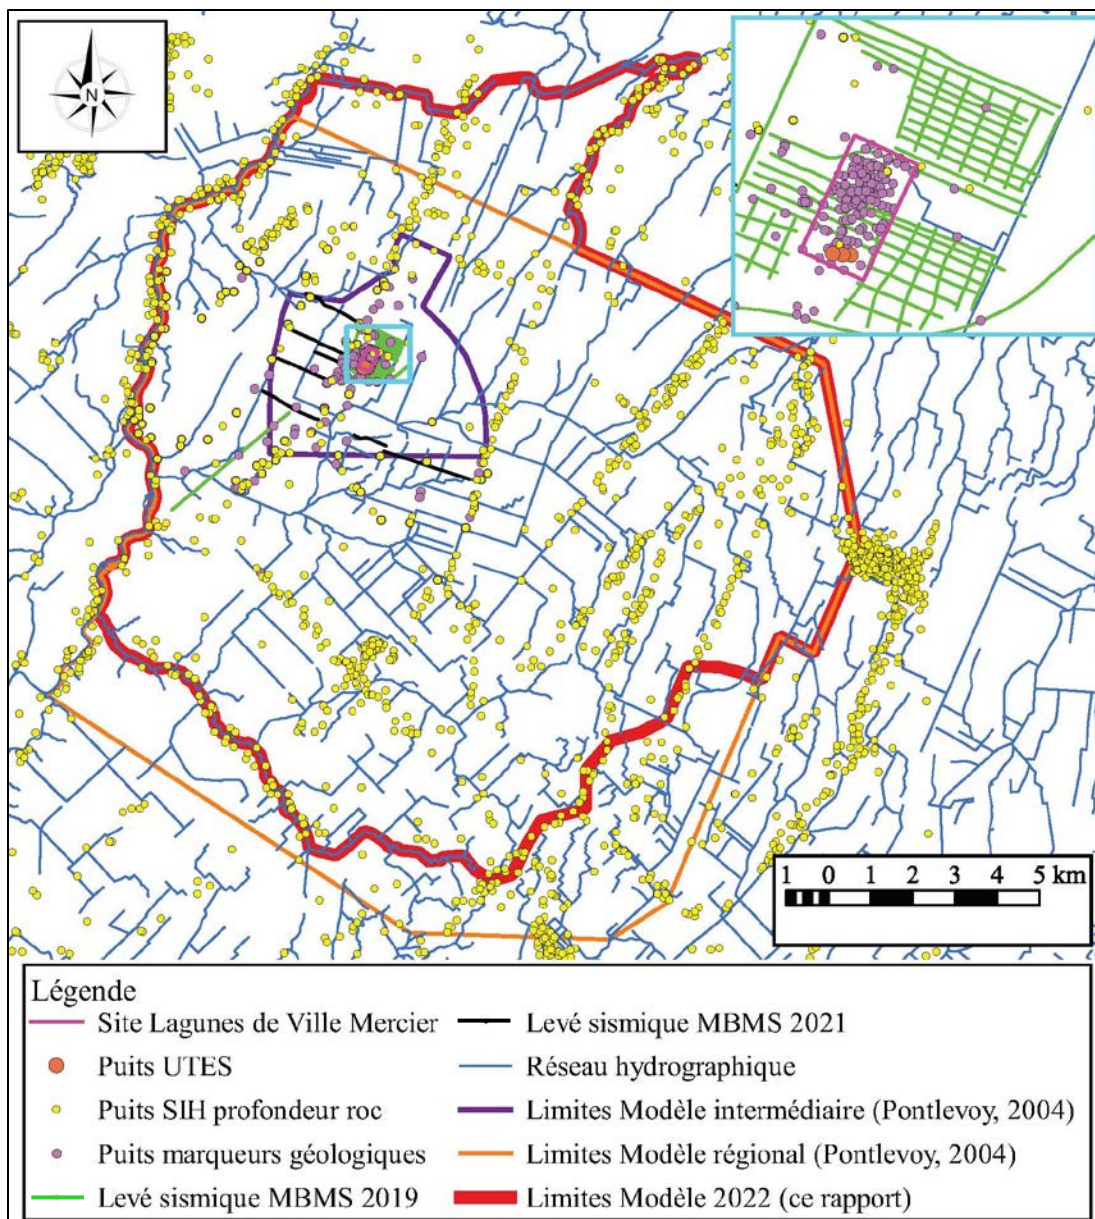 N
1 0 1 2 3 4 5 km
Légende
Site Lagunes de Ville Mercier
Levé sismique MBMS 2021
Puits UTES
Réseau hydrographique
Puits SIH profondeur roc
Limites Modèle intermédiaire (Pontlevoy, 2004)
Puits marqueurs géologiques
Limites Modèle régional (Pontlevoy, 2004)
Levé sismique MBMS 2019
Limites Modèle 2022 (ce rapport)